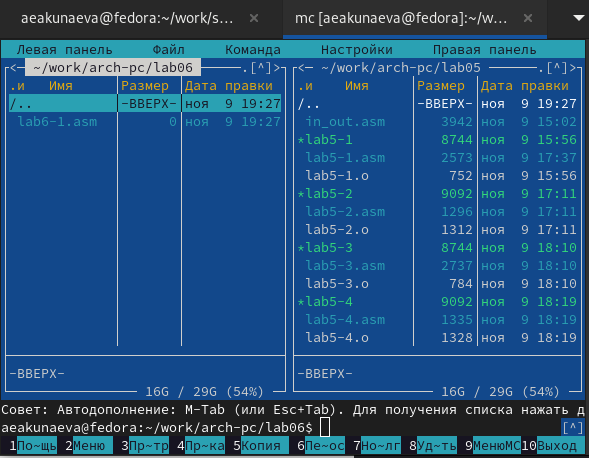 aeakunaeva@fedora:~/work/s... × mc [aeakunaeva@fedora]:~/w... ×
Левая панель Файл Команда Настройки Правая панель
<— ~/work/arch-pc/lab06 .[^]> <— ~/work/arch-pc/lab05 .[^]>
.и Имя Размер Дата правки .и Имя Размер Дата правки
/.. -ВВЕРХ- ноя 9 19:27 /.. -ВВЕРХ- ноя 9 19:27
lab6-1.asm 0 ноя 9 19:27 in_out.asm 3942 ноя 9 15:02
*lab5-1 8744 ноя 9 15:56
lab5-1.asm 2573 ноя 9 17:37
lab5-1.o 752 ноя 9 15:56
*lab5-2 9092 ноя 9 17:11
lab5-2.asm 1296 ноя 9 17:11
lab5-2.o 1312 ноя 9 17:11
*lab5-3 8744 ноя 9 18:10
lab5-3.asm 2737 ноя 9 18:10
lab5-3.o 784 ноя 9 18:10
*lab5-4 9092 ноя 9 18:19
lab5-4.asm 1335 ноя 9 18:19
lab5-4.o 1328 ноя 9 18:19
-ВВЕРХ- -ВВЕРХ-
16G / 29G (54%) 16G / 29G (54%)
Совет: Автодополнение: M-Tab (или Esc+Tab). Для получения списка нажать д
aeakunaeva@fedora:~/work/arch-pc/lab06$ [^]
1По~щь 2Меню 3Пр~тр 4Пр~ка 5Копия 6Пе~ос 7Но~лг 8Уд~ть 9МенюМС10Выход